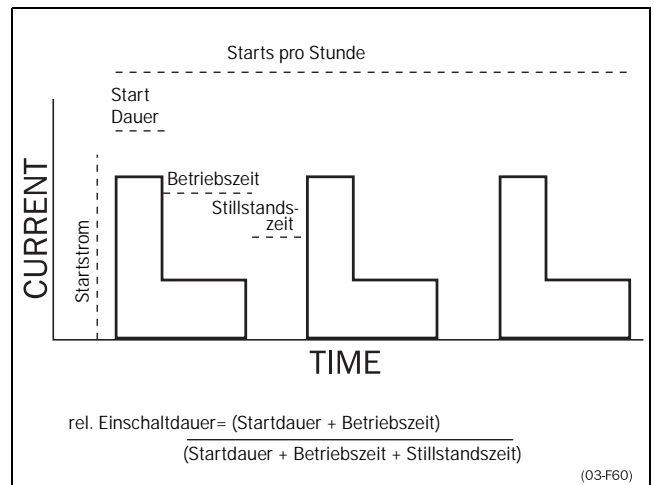 Starts pro Stunde
Start
Dauer
Betriebszeit
Stillstands-
zeit
Startstrom
CURRENT
TIME
rel. Einschaltdauer= (Startdauer + Betriebszeit)
(Startdauer + Betriebszeit + Stillstandszeit)
(03-F60)